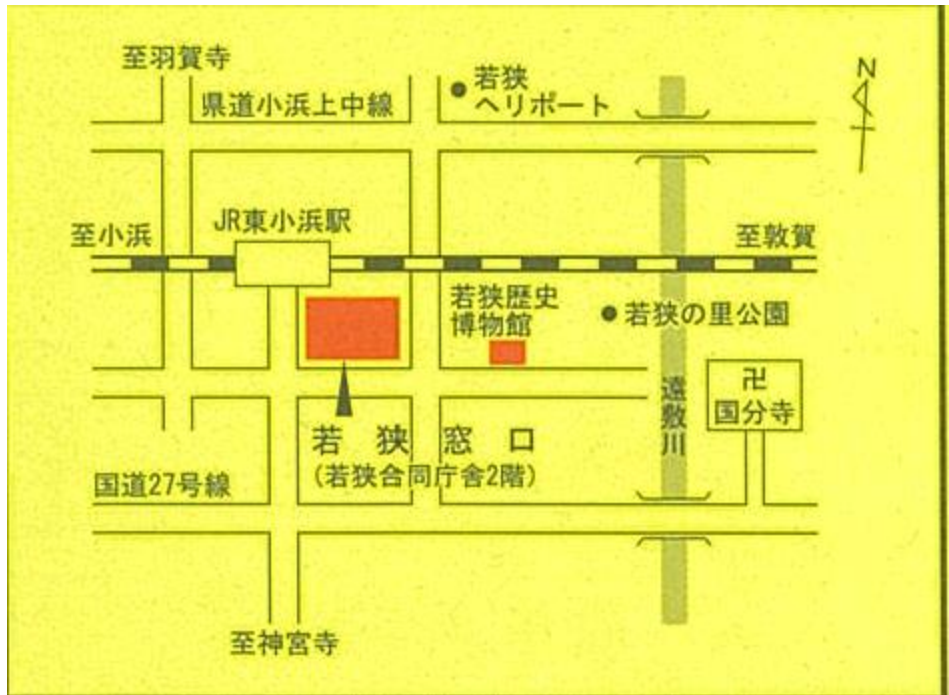 至羽賀寺
県道小浜上中線
若狭
ヘリポート
N
至小浜
JR東小浜駅
至敦賀
若狭歴史
博物館
若狭の里公園
遠敷川
卍
国分寺
若狭窓口
(若狭合同庁舎2階)
国道27号線
至神宮寺